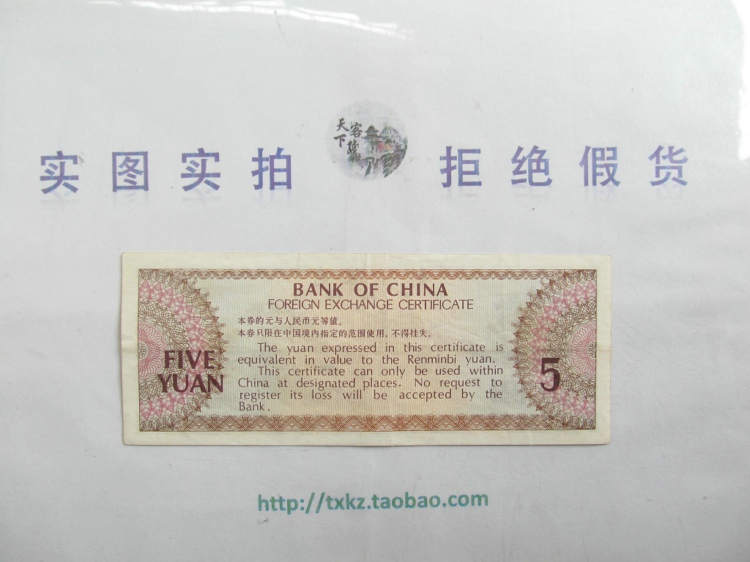 天下
客栈
实图实拍
拒绝假货
BANK OF CHINA
FOREIGN EXCHANGE CERTIFICATE
本券的元与人民币元等值。
本券只限在中国境内指定的范围使用，不得挂失。
The yuan expressed in this certificate is
equivalent in value to the Renminbi yuan.
This certificate can only be used within
China at designated places. No request to
register its loss will be accepted by the
Bank.
FIVE
YUAN
5
http://txkz.taobao.com